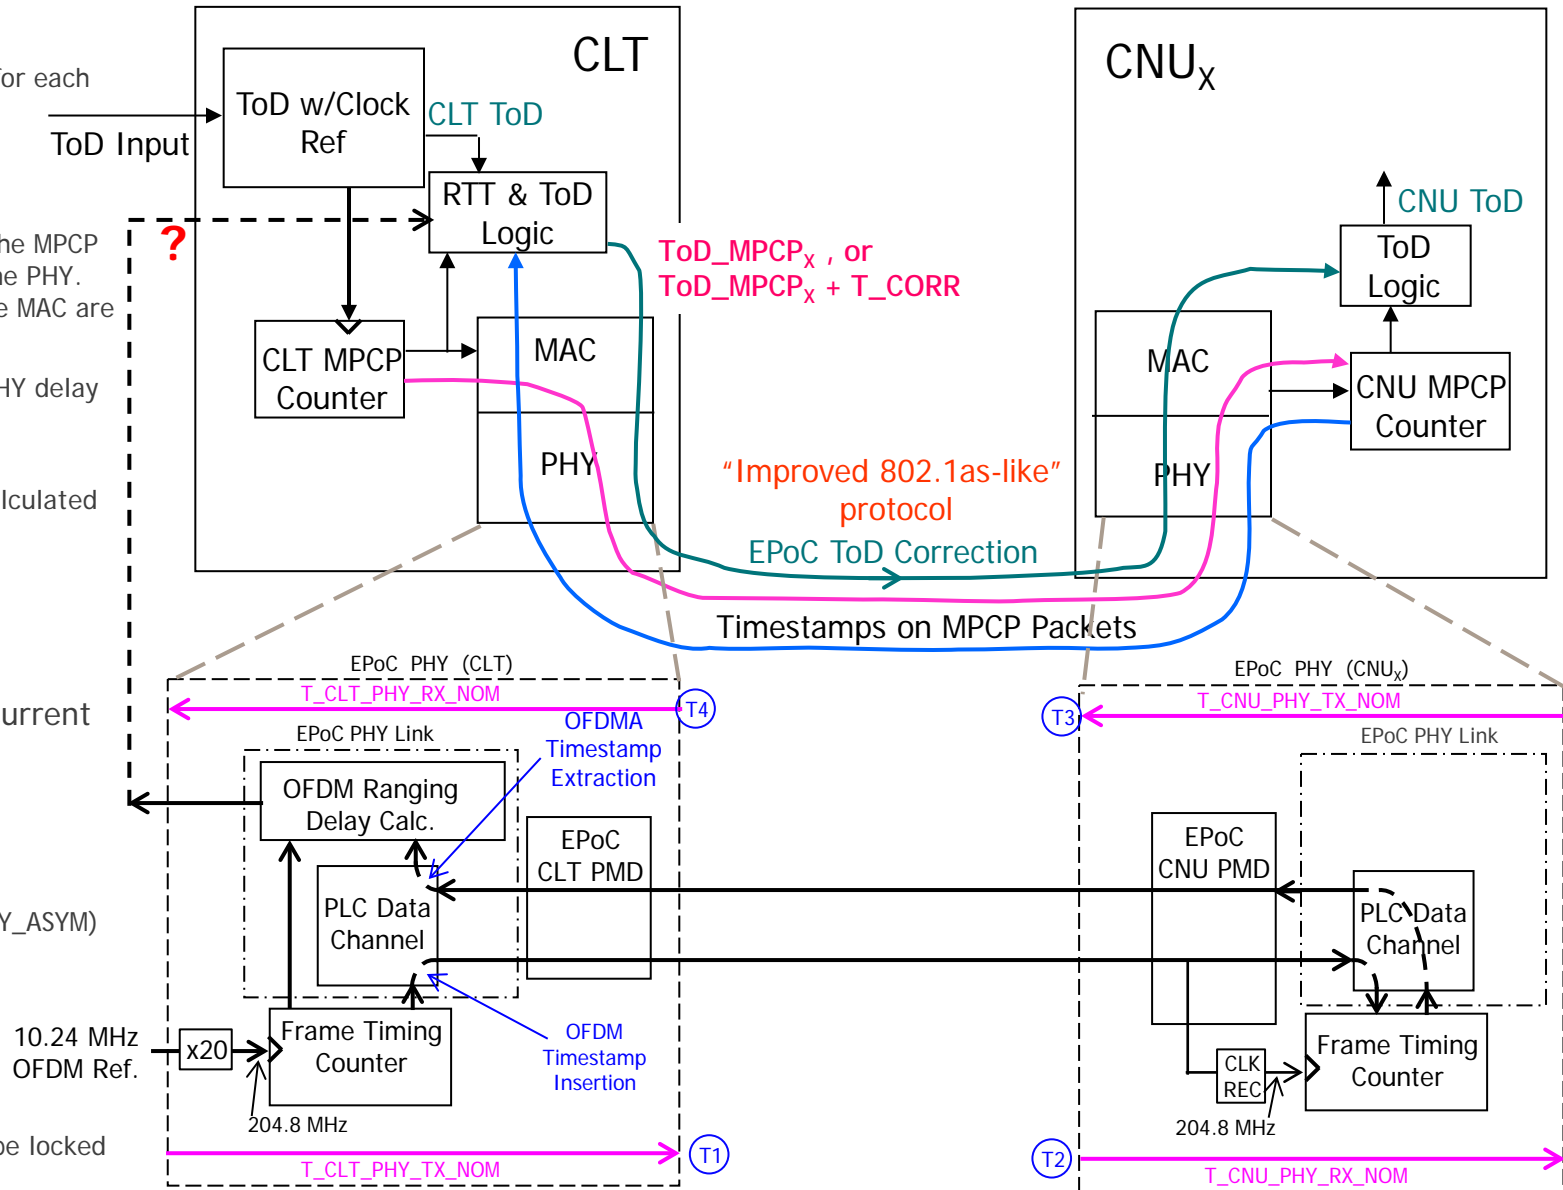 for each
ToD Input
he MPCP
he PHY.
e MAC are
HY delay
lculated
urrent
Y_ASYM)
10.24 MHz
OFDM Ref.
be locked
CLT
ToD w/Clock
Ref
CLT ToD
RTT & ToD
Logic
?
CLT MPCP
Counter
MAC
PHY
ToD_MPCPX , or
ToD_MPCPX + T_CORR
"Improved 802.1as-like"
protocol
EPoC ToD Correction
Timestamps on MPCP Packets
CNUX
CNU ToD
ToD
Logic
MAC
PHY
CNU MPCP
Counter
EPoC PHY (CLT)
T_CLT_PHY_RX_NOM
T4
EPoC PHY Link
OFDMA
Timestamp
Extraction
OFDM Ranging
Delay Calc.
EPoC
CLT PMD
PLC Data
Channel
x20
Frame Timing
Counter
OFDM
Timestamp
Insertion
204.8 MHz
T_CLT_PHY_TX_NOM
T1
EPoC PHY (CNUX)
T3
T_CNU_PHY_TX_NOM
EPoC PHY Link
EPoC
CNU PMD
PLC Data
Channel
CLK
REC
Frame Timing
Counter
204.8 MHz
T2
T_CNU_PHY_RX_NOM